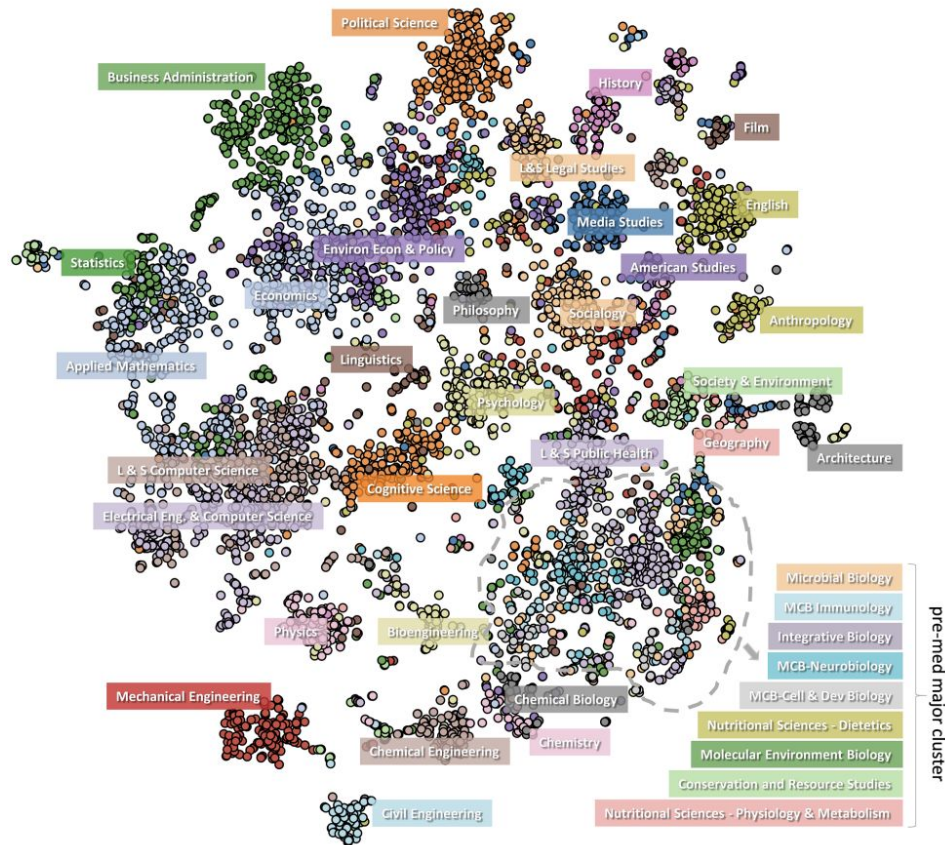 Political Science
Business Administration
History
Film
L&S Legal Studies
English
Media Studies
Environ Econ & Policy
Statistics
American Studies
Economics
Philosophy
Socialogy
Anthropology
Linguistics
Applied Mathematics
Society & Environment
Psychology
Geography
L & S Public Health
Architecture
L & S Computer Science
Cognitive Science
Electrical Eng. & Computer Science
Microbial Biology
MCB Immunology
Physics
Bioengineering
Integrative Biology
MCB-Neurobiology
Mechanical Engineering
Chemical Biology
MCB-Cell & Dev Biology
Nutritional Sciences - Dietetics
Chemical Engineering
Chemistry
Molecular Environment Biology
Conservation and Resource Studies
Civil Engineering
Nutritional Sciences - Physiology & Metabolism
pre-med major cluster